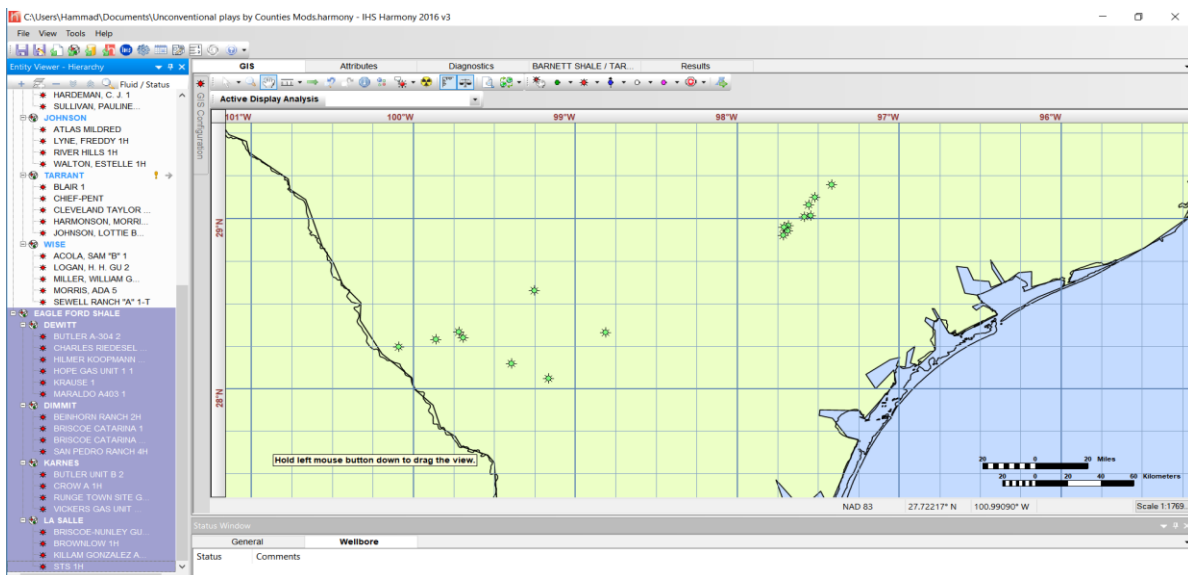 C:\Users\Hammad\Documents\Unconventional plays by Counties Mods.harmony - IHS Harmony 2016 v3
File View Tools Help
Entity Viewer - Hierarchy
Fluid / Status
HARDEMAN, C. J. 1
SULLIVAN, PAULINE...
JOHNSON
ATLAS MILDRED
LYNE, FREDDY 1H
RIVER HILLS 1H
WALTON, ESTELLE 1H
TARRANT
BLAIR 1
CHIEF-PENT
CLEVELAND TAYLOR ...
HARMONSON, MORRI...
JOHNSON, LOTTIE B...
WISE
ACOLA, SAM "B" 1
LOGAN, H. H. GU 2
MILLER, WILLIAM G...
MORRIS, ADA 5
SEWELL RANCH "A" 1-T
EAGLE FORD SHALE
DEWITT
BUTLER A-304 2
CHARLES RIEDESEL ...
HILMER KOOPMANN ...
HOPE GAS UNIT 1 1
KRAUSE 1
MARALDO A403 1
DIMMIT
BEINHORN RANCH 2H
BRISCOE CATARINA 1
BRISCOE CATARINA ...
SAN PEDRO RANCH 4H
KARNES
BUTLER UNIT B 2
CROW A 1H
RUNGE TOWN SITE G...
VICKERS GAS UNIT ...
LA SALLE
BRISCOE-NUNLEY GU...
BROWNLOW 1H
KILLAM GONZALEZ A...
STS 1H
GIS Attributes Diagnostics BARNETT SHALE / TAR... Results
GIS Configuration
Active Display Analysis
101°W 100°W 99°W 98°W 97°W 96°W
29°N
28°N
Hold left mouse button down to drag the view.
20 0 20 Miles
20 0 20 40 60 Kilometers
NAD 83 27.72217° N 100.99090° W Scale 1:1769...
Status Window
General Wellbore
Status Comments